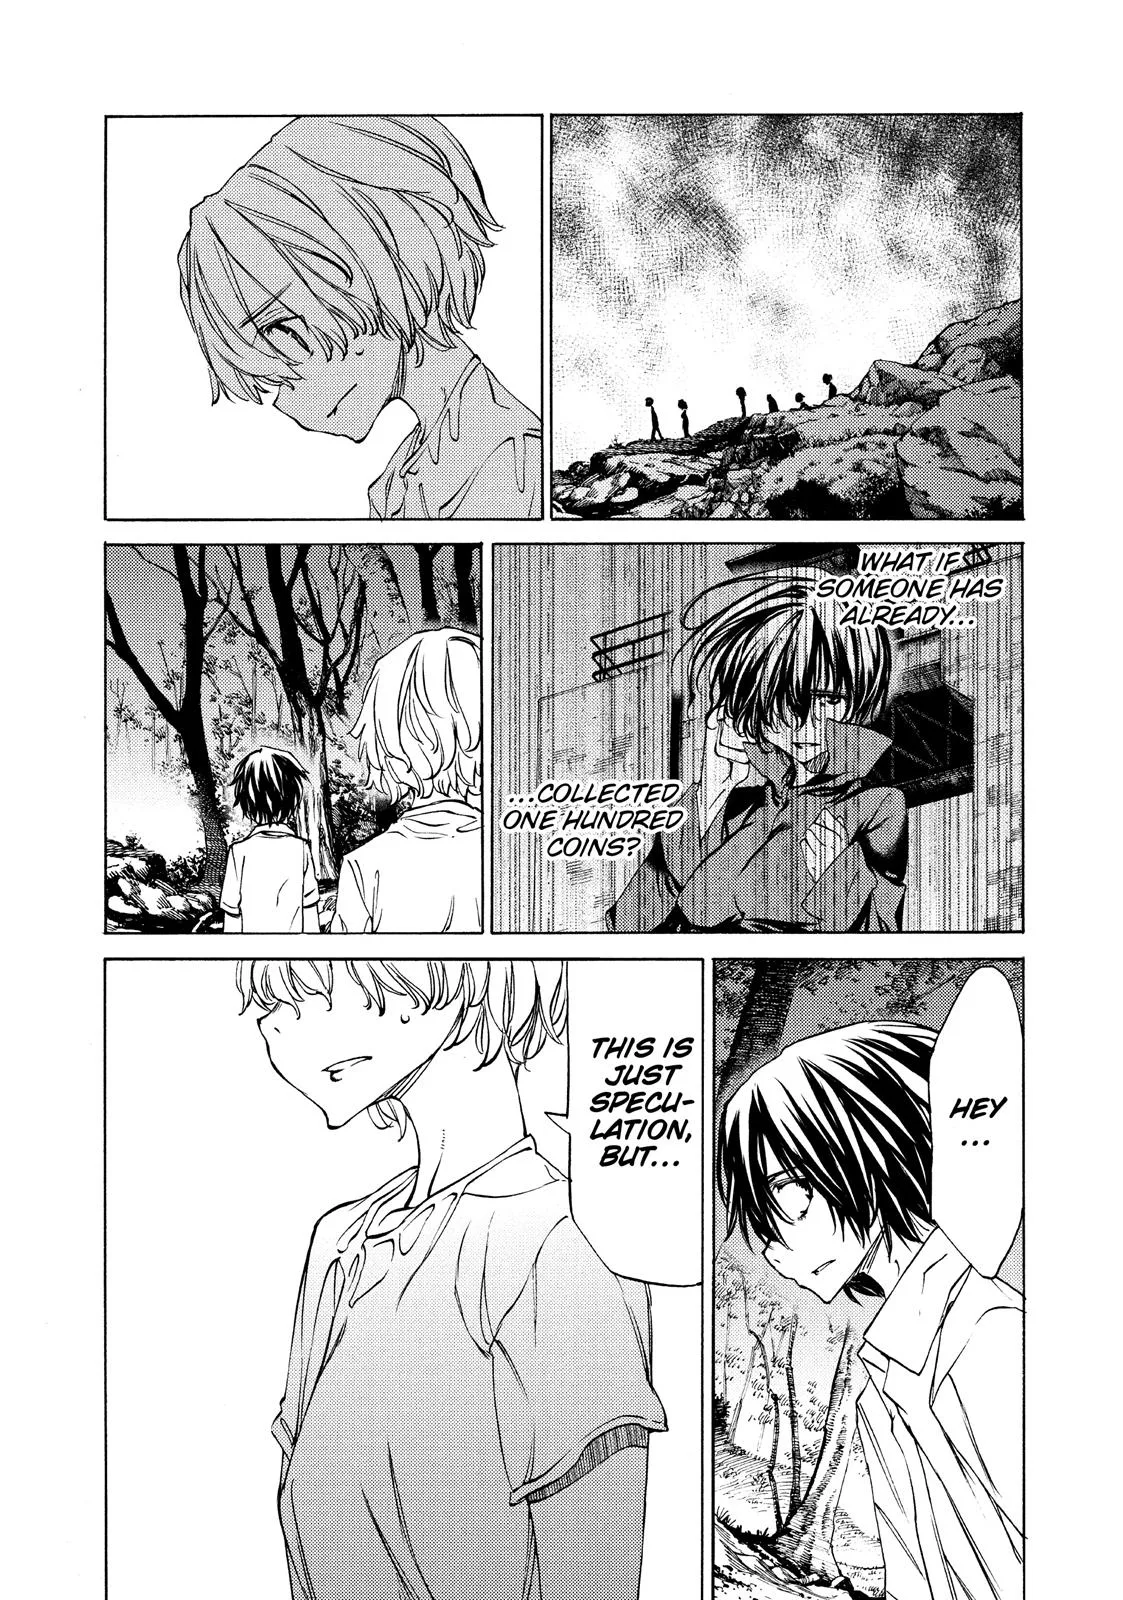 WHAT IF
SOMEONE HAS
ALREADY...
...COLLECTED
ONE HUNDRED
COINS?
HEY
...
THIS IS
JUST
SPECU-
LATION,
BUT...